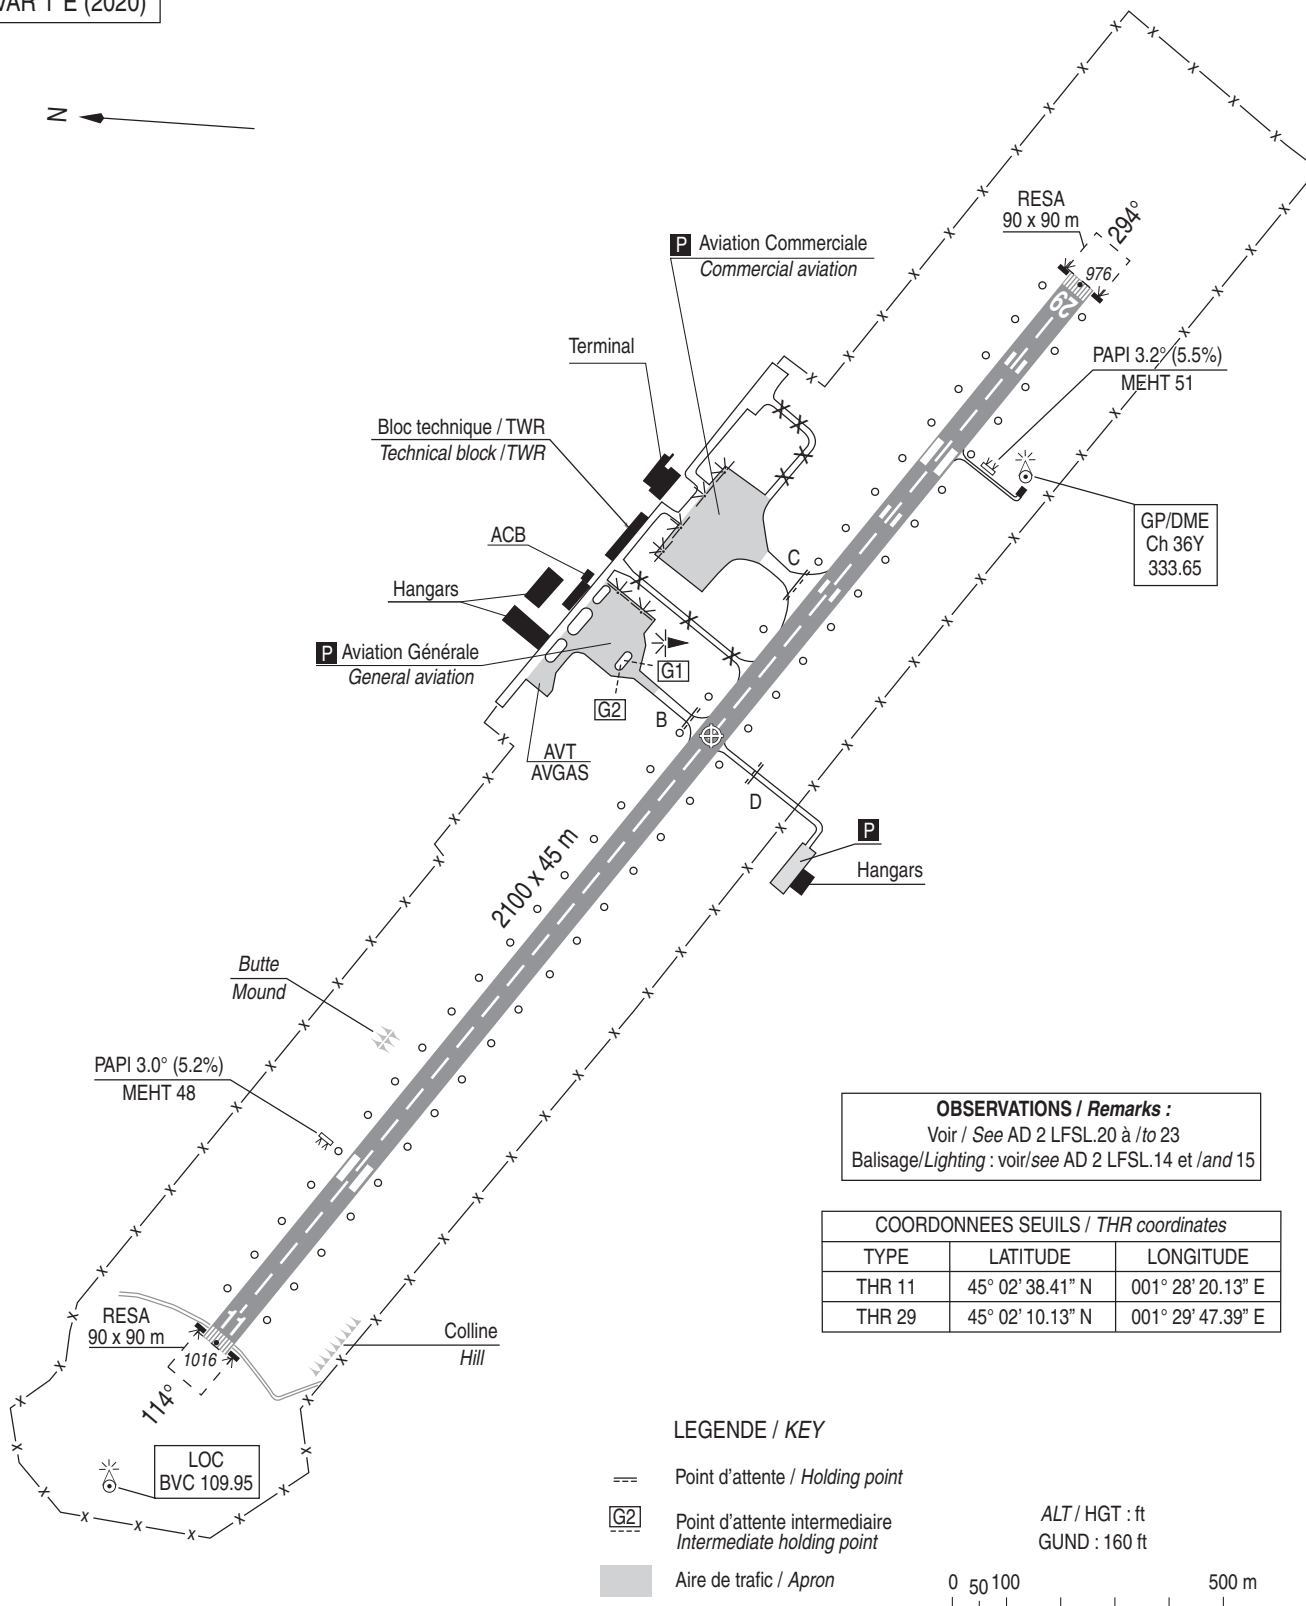 VAR 1°E (2020)
N
RESA
90 x 90 m
294°
976
29
P Aviation Commerciale
Commercial aviation
Terminal
PAPI 3.2° (5.5%)
MEHT 51
Bloc technique / TWR
Technical block / TWR
GP/DME
Ch 36Y
333.65
ACB
C
Hangars
P Aviation Générale
General aviation
G1
G2
B
AVT
AVGAS
D
P
Hangars
2100 x 45 m
Butte
Mound
PAPI 3.0° (5.2%)
MEHT 48
OBSERVATIONS / Remarks :
Voir / See AD 2 LFSL.20 à /to 23
Balisage/Lighting : voir/see AD 2 LFSL.14 et /and 15
COORDONNEES SEUILS / THR coordinates
TYPE LATITUDE LONGITUDE
THR 11 45° 02' 38.41" N 001° 28' 20.13" E
THR 29 45° 02' 10.13" N 001° 29' 47.39" E
11
RESA
90 x 90 m
1016
114°
Colline
Hill
LOC
BVC 109.95
LEGENDE / KEY
Point d'attente / Holding point
G2 Point d'attente intermediaire
Intermediate holding point
Aire de trafic / Apron
ALT / HGT : ft
GUND : 160 ft
0 50 100 500 m